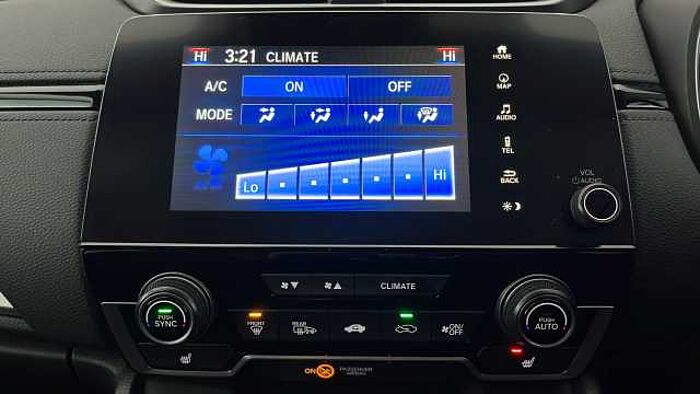 Hi 3:21 CLIMATE Hi
A/C ON OFF
MODE
Lo Hi
HOME
MAP
AUDIO
TEL
BACK
VOL
AUDIO
CLIMATE
PUSH
SYNC
FRONT
REAR
ON/
OFF
PUSH
AUTO
ON PASSENGER
AIRBAG